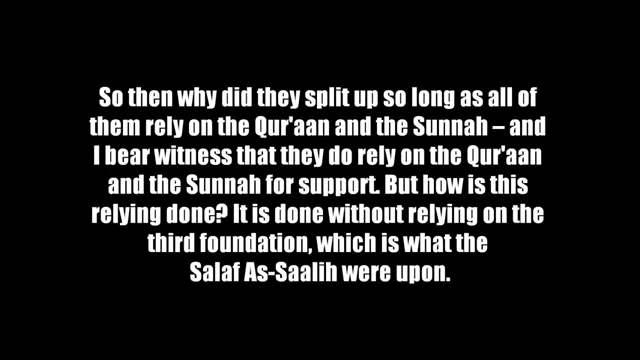 So then why did they split up so long as all of
them rely on the Qur'aan and the Sunnah – and
I bear witness that they do rely on the Qur'aan
and the Sunnah for support. But how is this
relying done? It is done without relying on the
third foundation, which is what the
Salaf As-Saalih were upon.